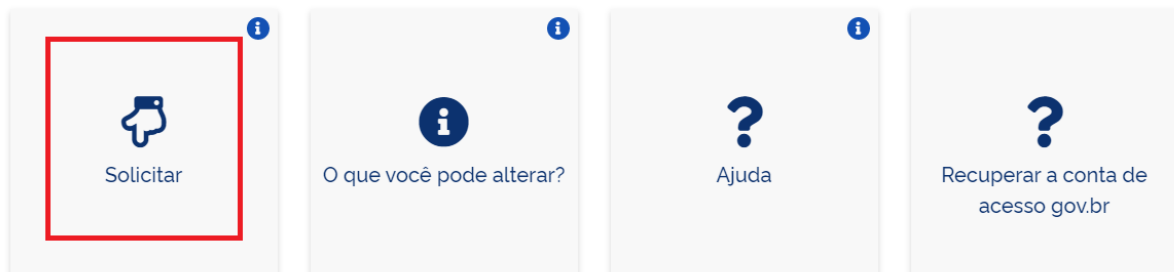 Solicitar
O que você pode alterar?
Ajuda
Recuperar a conta de
acesso gov.br